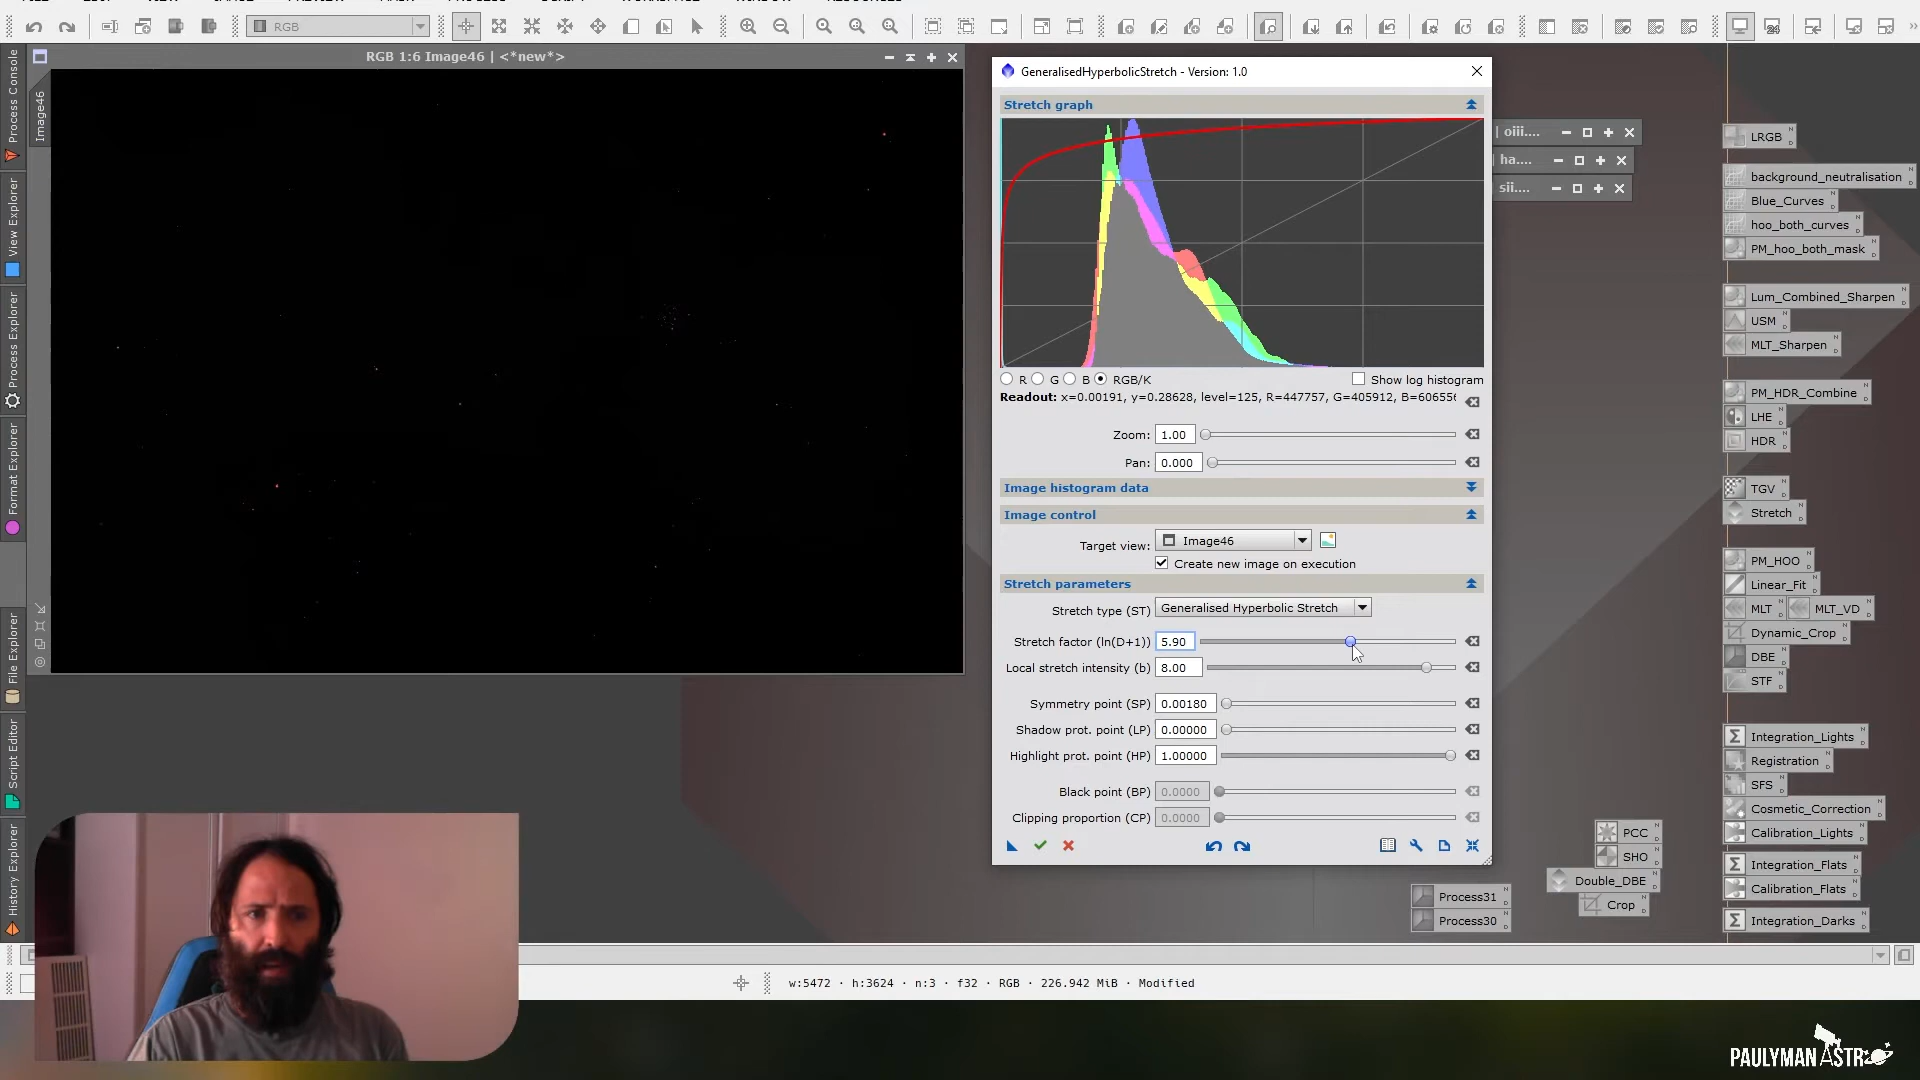 RGB
RGB 1:6 Image46 | <*new*>
Process Console
View Explorer
Process Explorer
Format Explorer
File Explorer
Script Editor
History Explorer
Image46
GeneralisedHyperbolicStretch - Version: 1.0
Stretch graph
R G B RGB/K
Show log histogram
Readout: x=0.00191, y=0.28628, level=125, R=447757, G=405912, B=606556
Zoom: 1.00
Pan: 0.000
Image histogram data
Image control
Target view: Image46
Create new image on execution
Stretch parameters
Stretch type (ST) Generalised Hyperbolic Stretch
Stretch factor (ln(D+1)) 5.90
Local stretch intensity (b) 8.00
Symmetry point (SP) 0.00180
Shadow prot. point (LP) 0.00000
Highlight prot. point (HP) 1.00000
Black point (BP) 0.0000
Clipping proportion (CP) 0.0000
| oiii....
| ha....
sii....
LRGB
background_neutralisation
Blue_Curves
hoo_both_curves
PM_hoo_both_mask
Lum_Combined_Sharpen
USM
MLT_Sharpen
PM_HDR_Combine
LHE
HDR
TGV
Stretch
PM_HOO
Linear_Fit
MLT MLT_VD
Dynamic_Crop
DBE
STF
Integration_Lights
Registration
SFS
Cosmetic_Correction
Calibration_Lights
Integration_Flats
Calibration_Flats
Integration_Darks
PCC
SHO
Double_DBE
Crop
Process31
Process30
w:5472 · h:3624 · n:3 · f32 · RGB · 226.942 MiB · Modified
PAULYMAN ASTRO